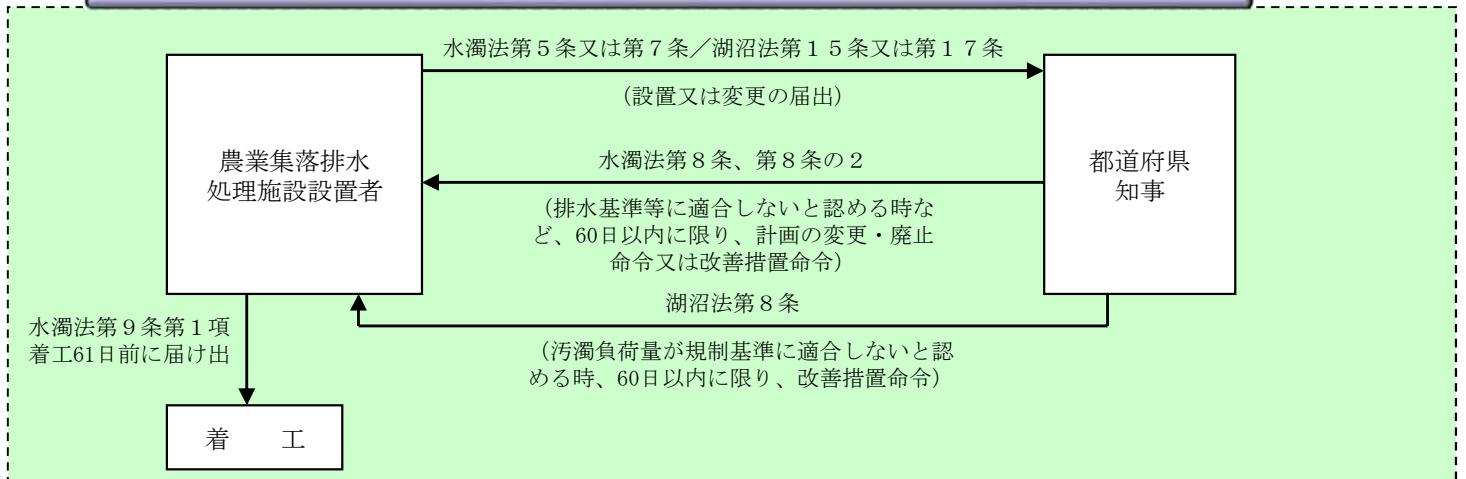 水濁法第５条又は第７条／湖沼法第１５条又は第１７条
（設置又は変更の届出）
農業集落排水
処理施設設置者
都道府県
知事
水濁法第８条、第８条の２
（排水基準等に適合しないと認める時な
ど、60日以内に限り、計画の変更・廃止
命令又は改善措置命令）
湖沼法第８条
（汚濁負荷量が規制基準に適合しないと認
める時、60日以内に限り、改善措置命令）
水濁法第９条第１項
着工61日前に届け出
着　　工